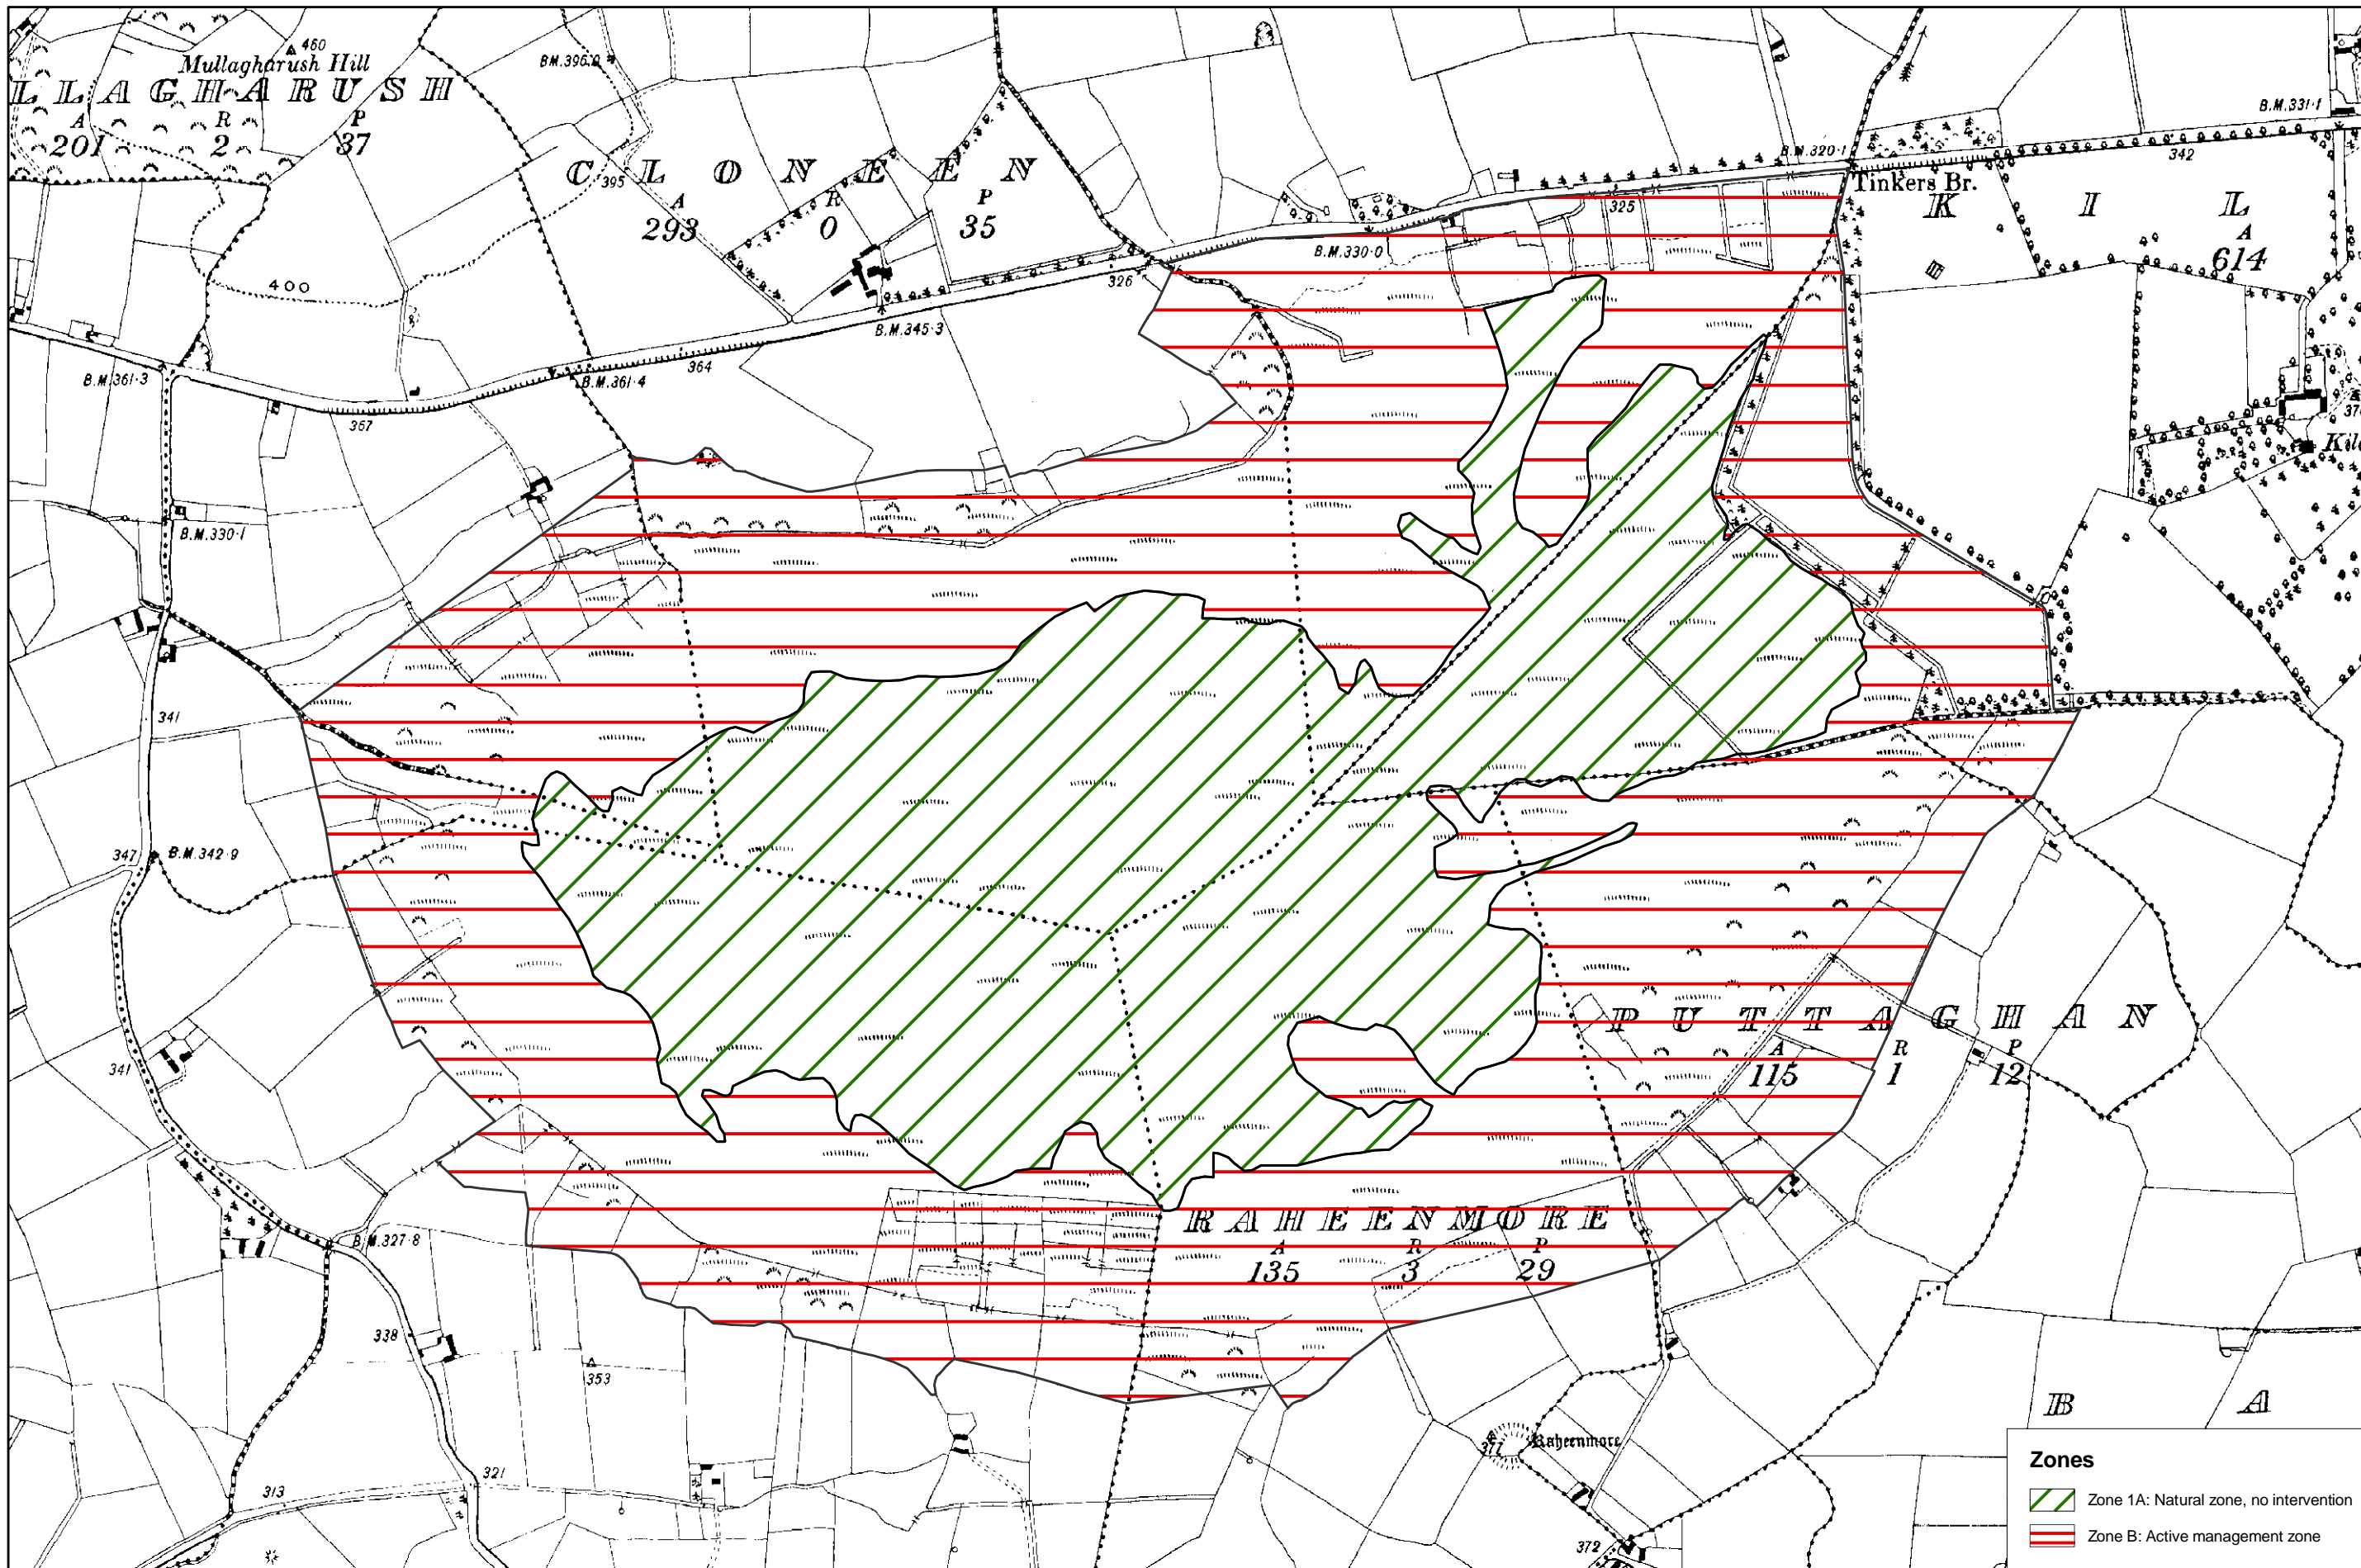 460
Mullagharush Hill
LLAGHARUSH
A R P
201 2 37
B.M.396.0
CLONEEN
395
A R P
293 0 35
B.M.331·1
342
B.M.320·1
Tinkers Br.
325
KIL
A
614
B.M.330·0
326
400
B.M.345·3
364
B.M.361·3
B.M.361·4
367
B.M.330·1
341
347
B.M.342·9
341
PUTTAGHAN
A R P
115 1 12
RAHEENMORE
A R P
135 3 29
B.M.327·8
338
353
B A
377
Raheenmore
321
313
372
Zones
Zone 1A: Natural zone, no intervention
Zone B: Active management zone